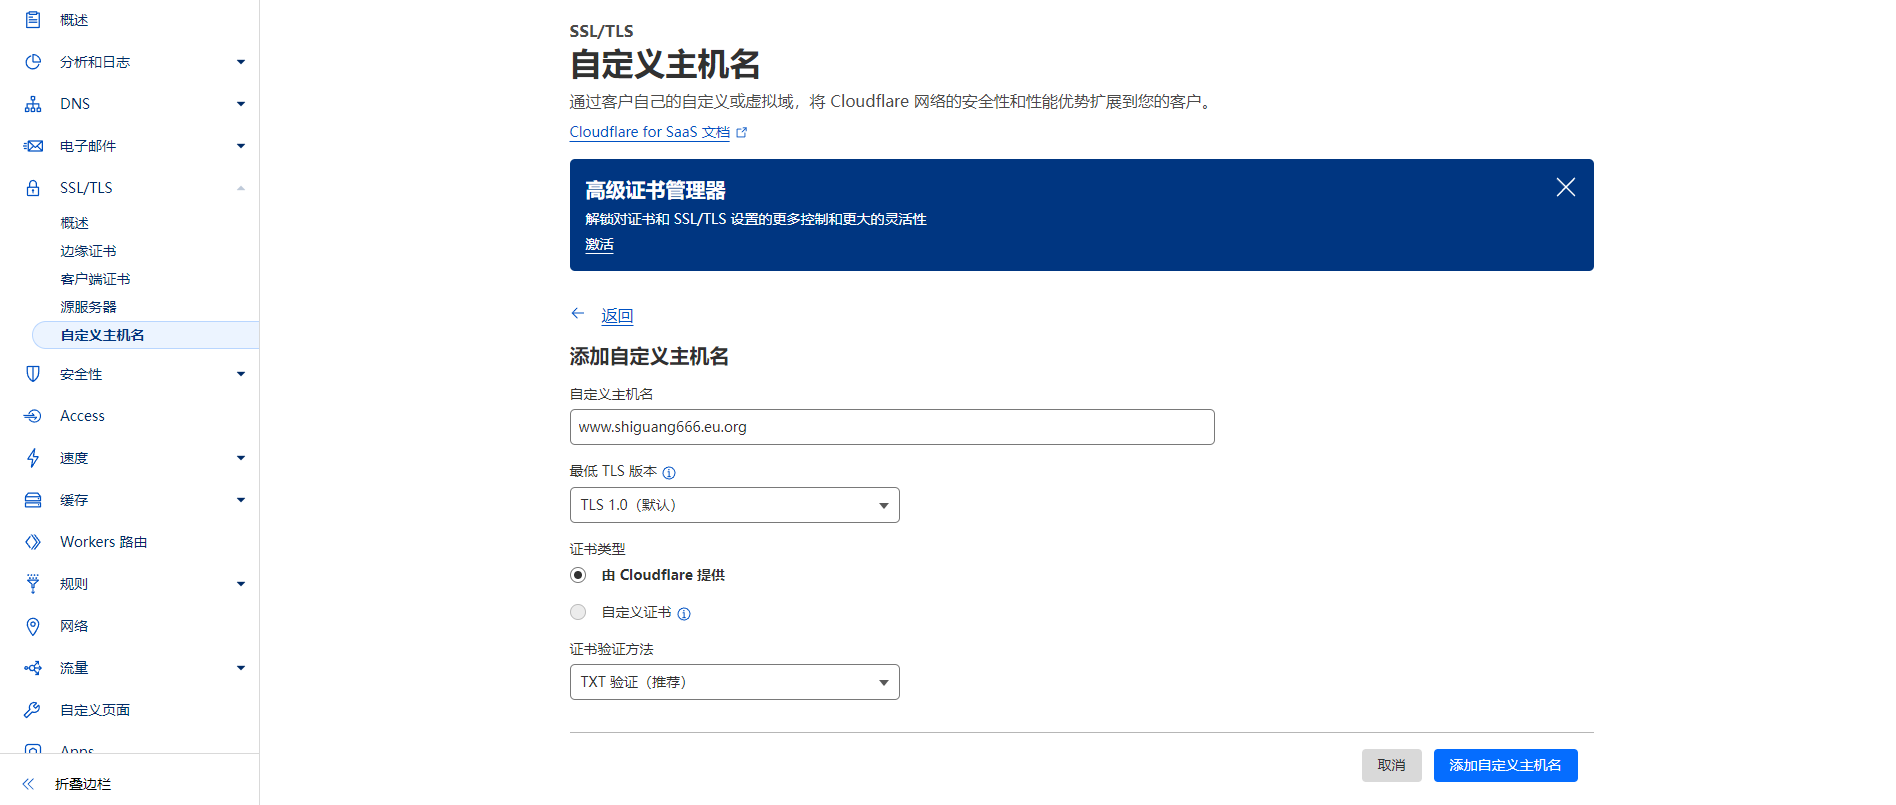 概述
分析和日志
DNS
电子邮件
SSL/TLS
概述
边缘证书
客户端证书
源服务器
自定义主机名
安全性
Access
速度
缓存
Workers 路由
规则
网络
流量
自定义页面
Apps
折叠边栏
SSL/TLS
自定义主机名
通过客户自己的自定义或虚拟域，将 Cloudflare 网络的安全性和性能优势扩展到您的客户。
Cloudflare for SaaS 文档
高级证书管理器
解锁对证书和 SSL/TLS 设置的更多控制和更大的灵活性
激活
返回
添加自定义主机名
自定义主机名
www.shiguang666.eu.org
最低 TLS 版本
TLS 1.0（默认）
证书类型
由 Cloudflare 提供
自定义证书
证书验证方法
TXT 验证（推荐）
取消
添加自定义主机名